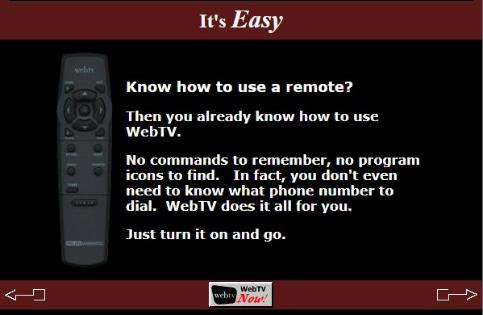 It's Easy
webtv
Know how to use a remote?
Then you already know how to use
WebTV.
No commands to remember, no program
icons to find.   In fact, you don't even
need to know what phone number to
dial.  WebTV does it all for you.
Just turn it on and go.
webtv
WebTV
Now!